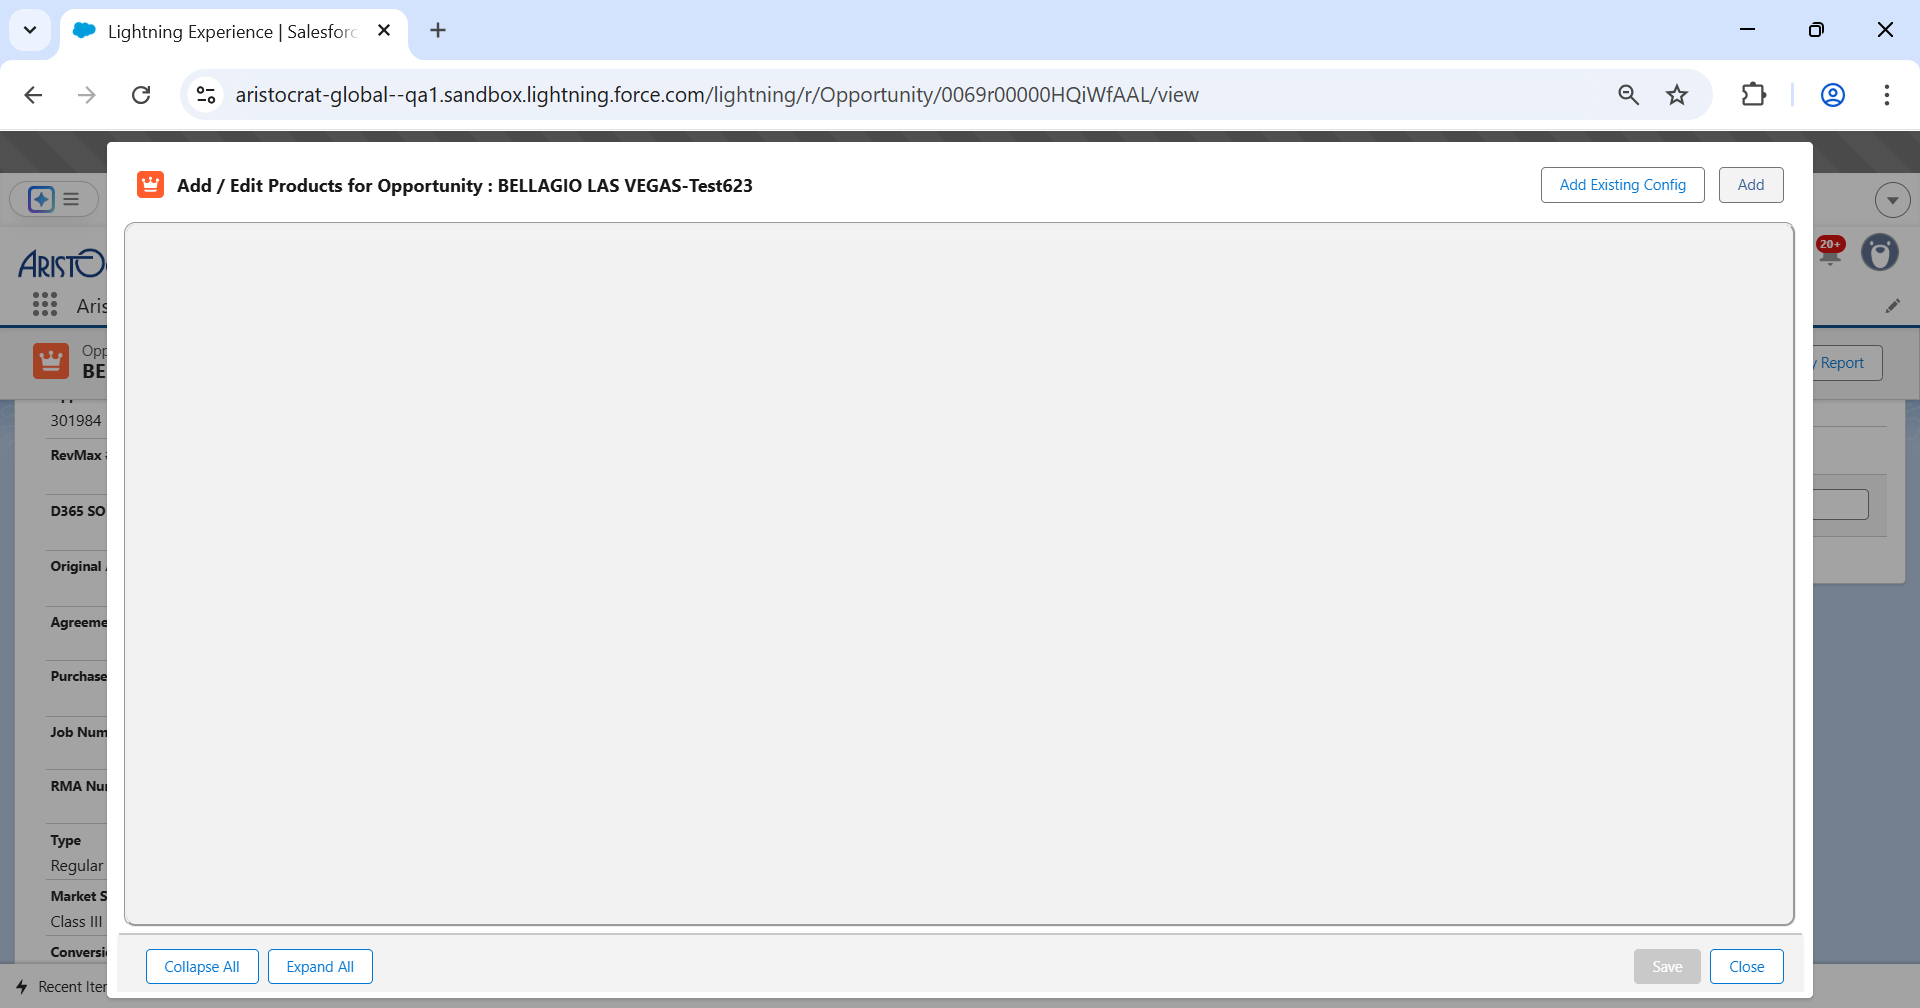 Lightning Experience | Salesforc
aristocrat-global--qa1.sandbox.lightning.force.com/lightning/r/Opportunity/0069r00000HQiWfAAL/view
Add / Edit Products for Opportunity : BELLAGIO LAS VEGAS-Test623
Add Existing Config
Add
ARISTO
20+
Aris
Opp
BE
y Report
301984
RevMax
D365 SO
Original
Agreeme
Purchase
Job Num
RMA Nu
Type
Regular
Market S
Class III
Conversi
Collapse All
Expand All
Save
Close
Recent Iter